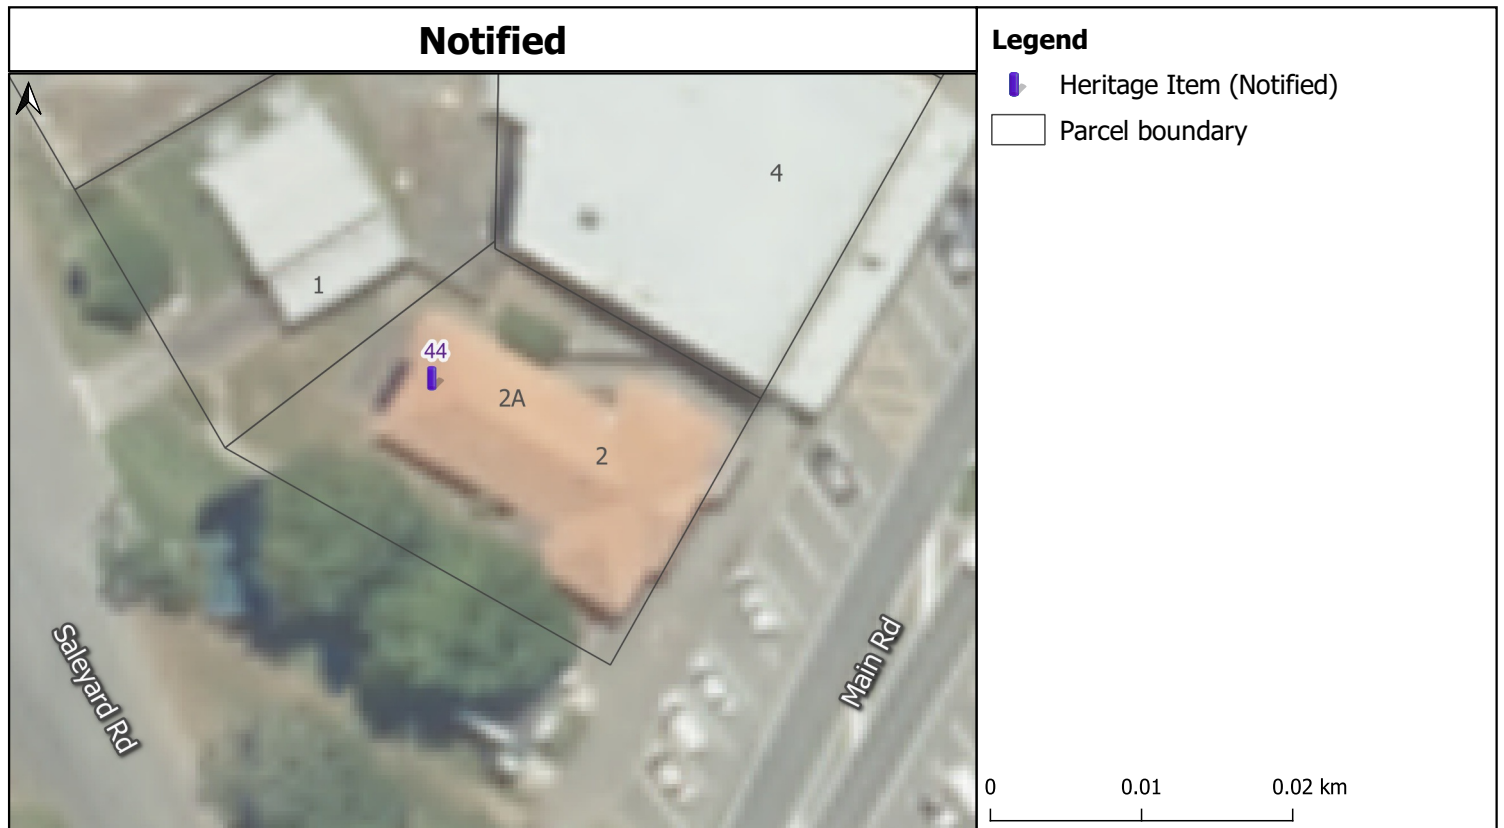 Notified
Legend
Heritage Item (Notified)
Parcel boundary
4
1
44
2A
2
Saleyard Rd
Main Rd
0 0.01 0.02 km